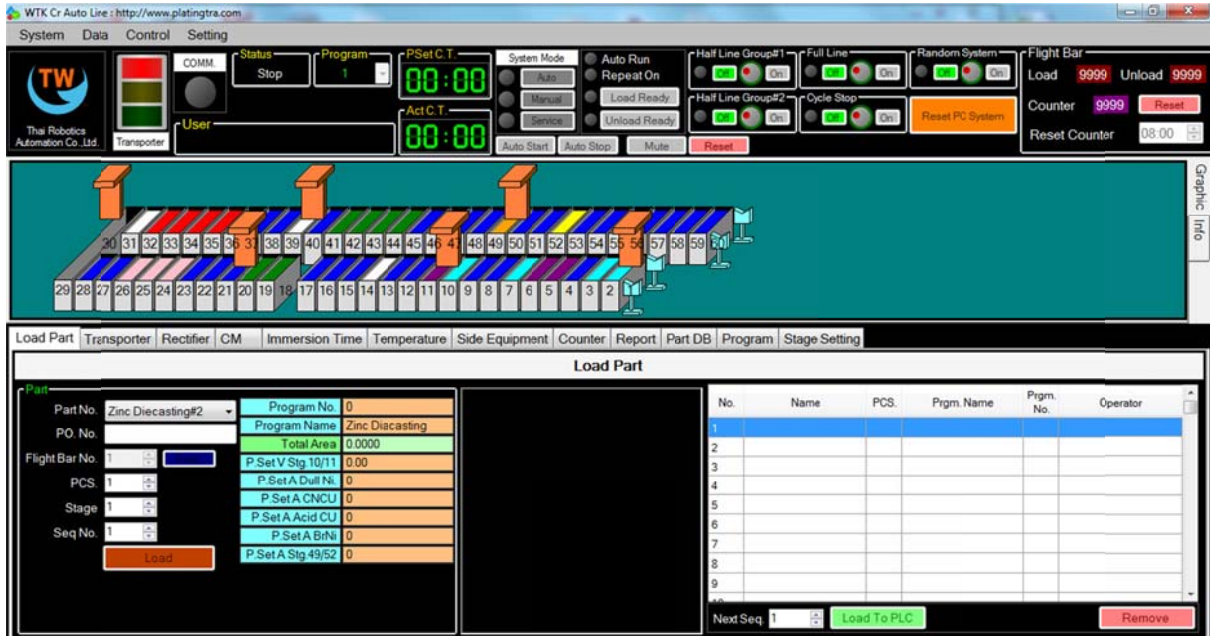 WTK Cr Auto Line : http://www.platingtra.com
System Data Control Setting
TW
Thai Robotics
Automation Co.,Ltd.
Transporter
COMM.
Status
Stop
Program
1
User
PSet C.T.
00:00
Act C.T.
00:00
System Mode
Auto
Manual
Service
Auto Run
Repeat On
Load Ready
Unload Ready
Auto Start Auto Stop Mute Reset
Half Line Group#1
Off On
Full Line
Off On
Random System
Off On
Half Line Group#2
Off On
Cycle Stop
Off On
Reset PC System
Flight Bar
Load 9999 Unload 9999
Counter 9999 Reset
Reset Counter 08:00
Graphic
Info
30 31 32 33 34 35 36 37 38 39 40 41 42 43 44 45 46 47 48 49 50 51 52 53 54 55 56 57 58 59 60
29 28 27 26 25 24 23 22 21 20 19 18 17 16 15 14 13 12 11 10 9 8 7 6 5 4 3 2
Load Part Transporter Rectifier CM Immersion Time Temperature Side Equipment Counter Report Part DB Program Stage Setting
Load Part
Part
Part No. Zinc Diecasting#2
PO. No.
Flight Bar No. 1
PCS. 1
Stage 1
Seq No. 1
Load
Program No. 0
Program Name Zinc Diacasting
Total Area 0.0000
P.Set V Stg.10/11 0.00
P.Set A Dull Ni. 0
P.Set A CNCU 0
P.Set A Acid CU 0
P.Set A BrNi 0
P.Set A Stg.49/52 0
No. Name PCS. Prgm. Name Prgm. No. Operator
1
2
3
4
5
6
7
8
9
Next Seq. 1 Load To PLC Remove